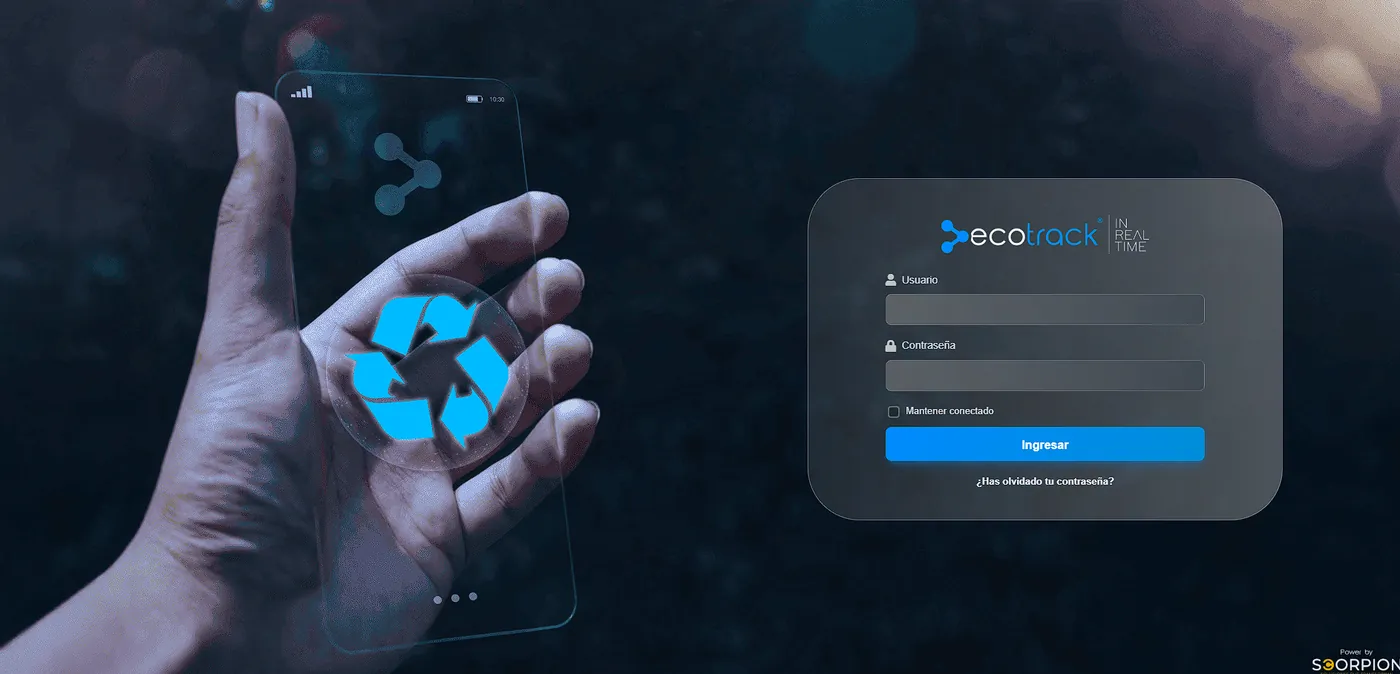 10:30
ecotrack®
IN
REAL
TIME
Usuario
Contraseña
Mantener conectado
Ingresar
¿Has olvidado tu contraseña?
Power by
SCORPION